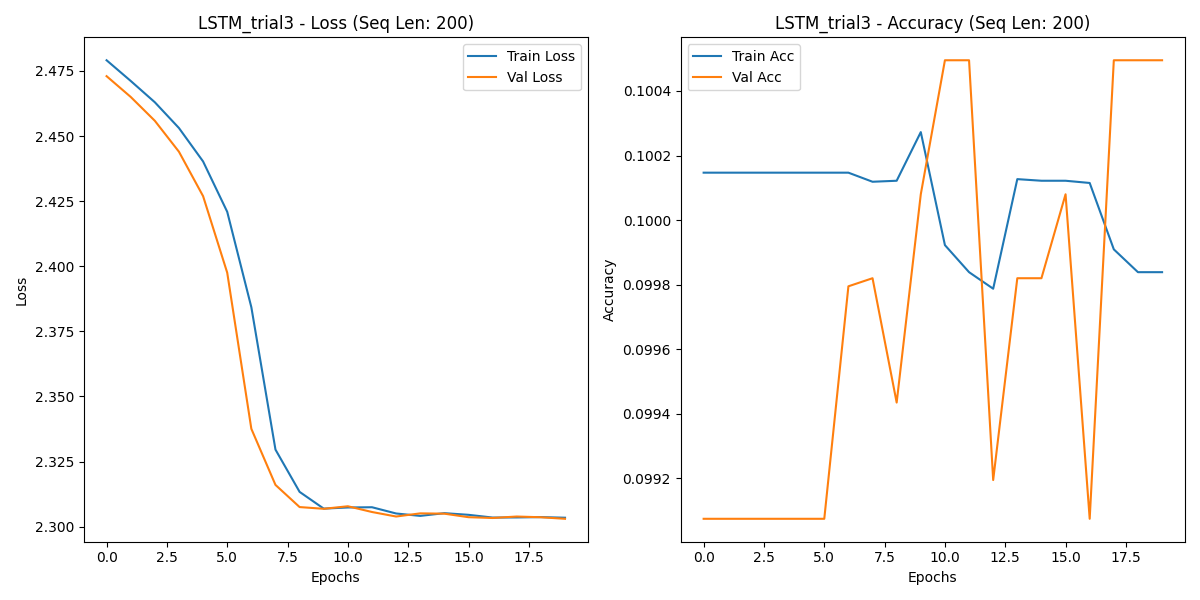 LSTM_trial3 - Loss (Seq Len: 200)
Train Loss
Val Loss
2.475
2.450
2.425
2.400
2.375
2.350
2.325
2.300
Loss
0.0 2.5 5.0 7.5 10.0 12.5 15.0 17.5
Epochs
LSTM_trial3 - Accuracy (Seq Len: 200)
Train Acc
Val Acc
0.1004
0.1002
0.1000
0.0998
0.0996
0.0994
0.0992
Accuracy
0.0 2.5 5.0 7.5 10.0 12.5 15.0 17.5
Epochs